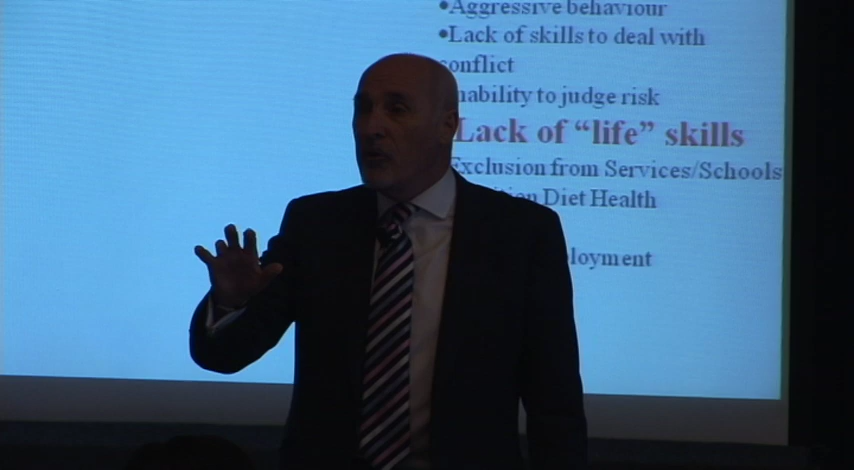 •Aggressive behaviour
•Lack of skills to deal with
conflict
nability to judge risk
Lack of “life” skills
Exclusion from Services/Schools
Diet Health
loyment